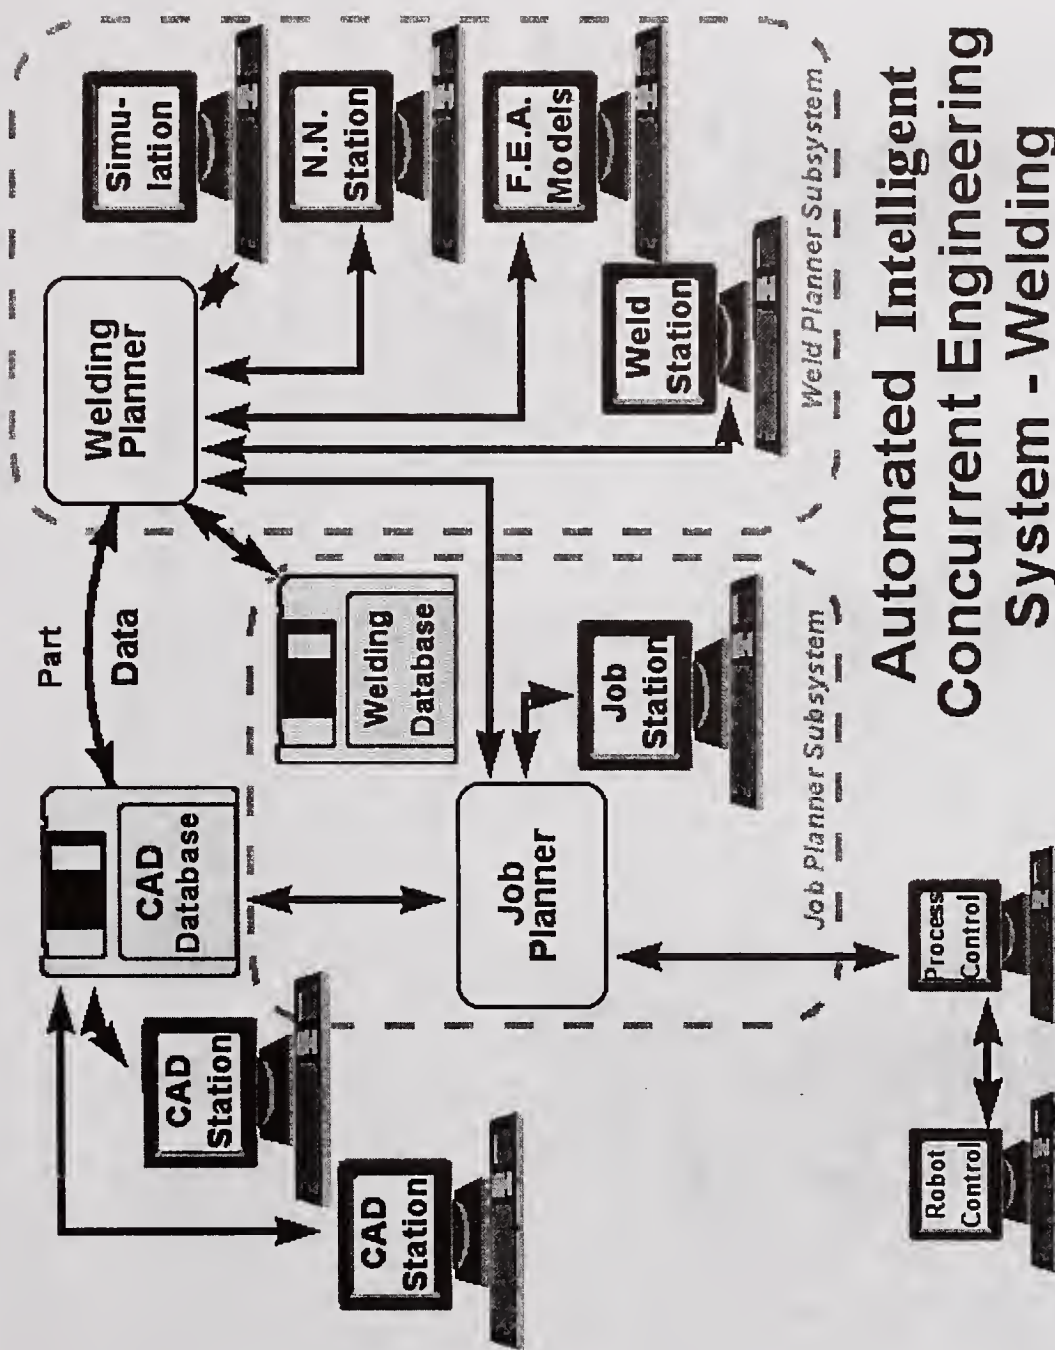 CAD
Station
CAD
Station
CAD
Database
Part
Data
Welding
Planner
Simu-
lation
N.N.
Station
F.E.A.
Models
Weld
Station
Weld Planner Subsystem
Welding
Database
Job
Planner
Job
Station
Job Planner Subsystem
Robot
Control
Process
Control
Automated Intelligent
Concurrent Engineering
System - Welding